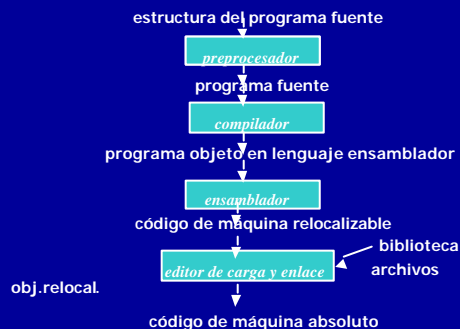 estructura del programa fuente
preprocesador
programa fuente
compilador
programa objeto en lenguaje ensamblador
ensamblador
código de máquina relocalizable
biblioteca
editor de carga y enlace
archivos
obj.relocal.
código de máquina absoluto